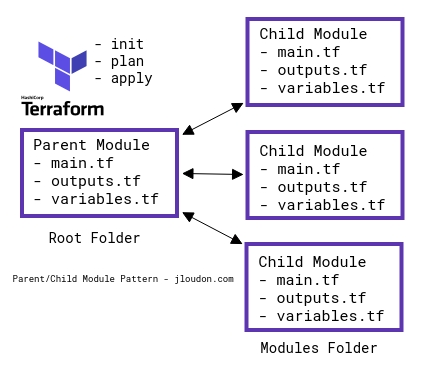 - init
- plan
- apply
HashiCorp
Terraform
Parent Module
- main.tf
- outputs.tf
- variables.tf
Root Folder
Parent/Child Module Pattern - jloudon.com
Child Module
- main.tf
- outputs.tf
- variables.tf
Child Module
- main.tf
- outputs.tf
- variables.tf
Child Module
- main.tf
- outputs.tf
- variables.tf
Modules Folder